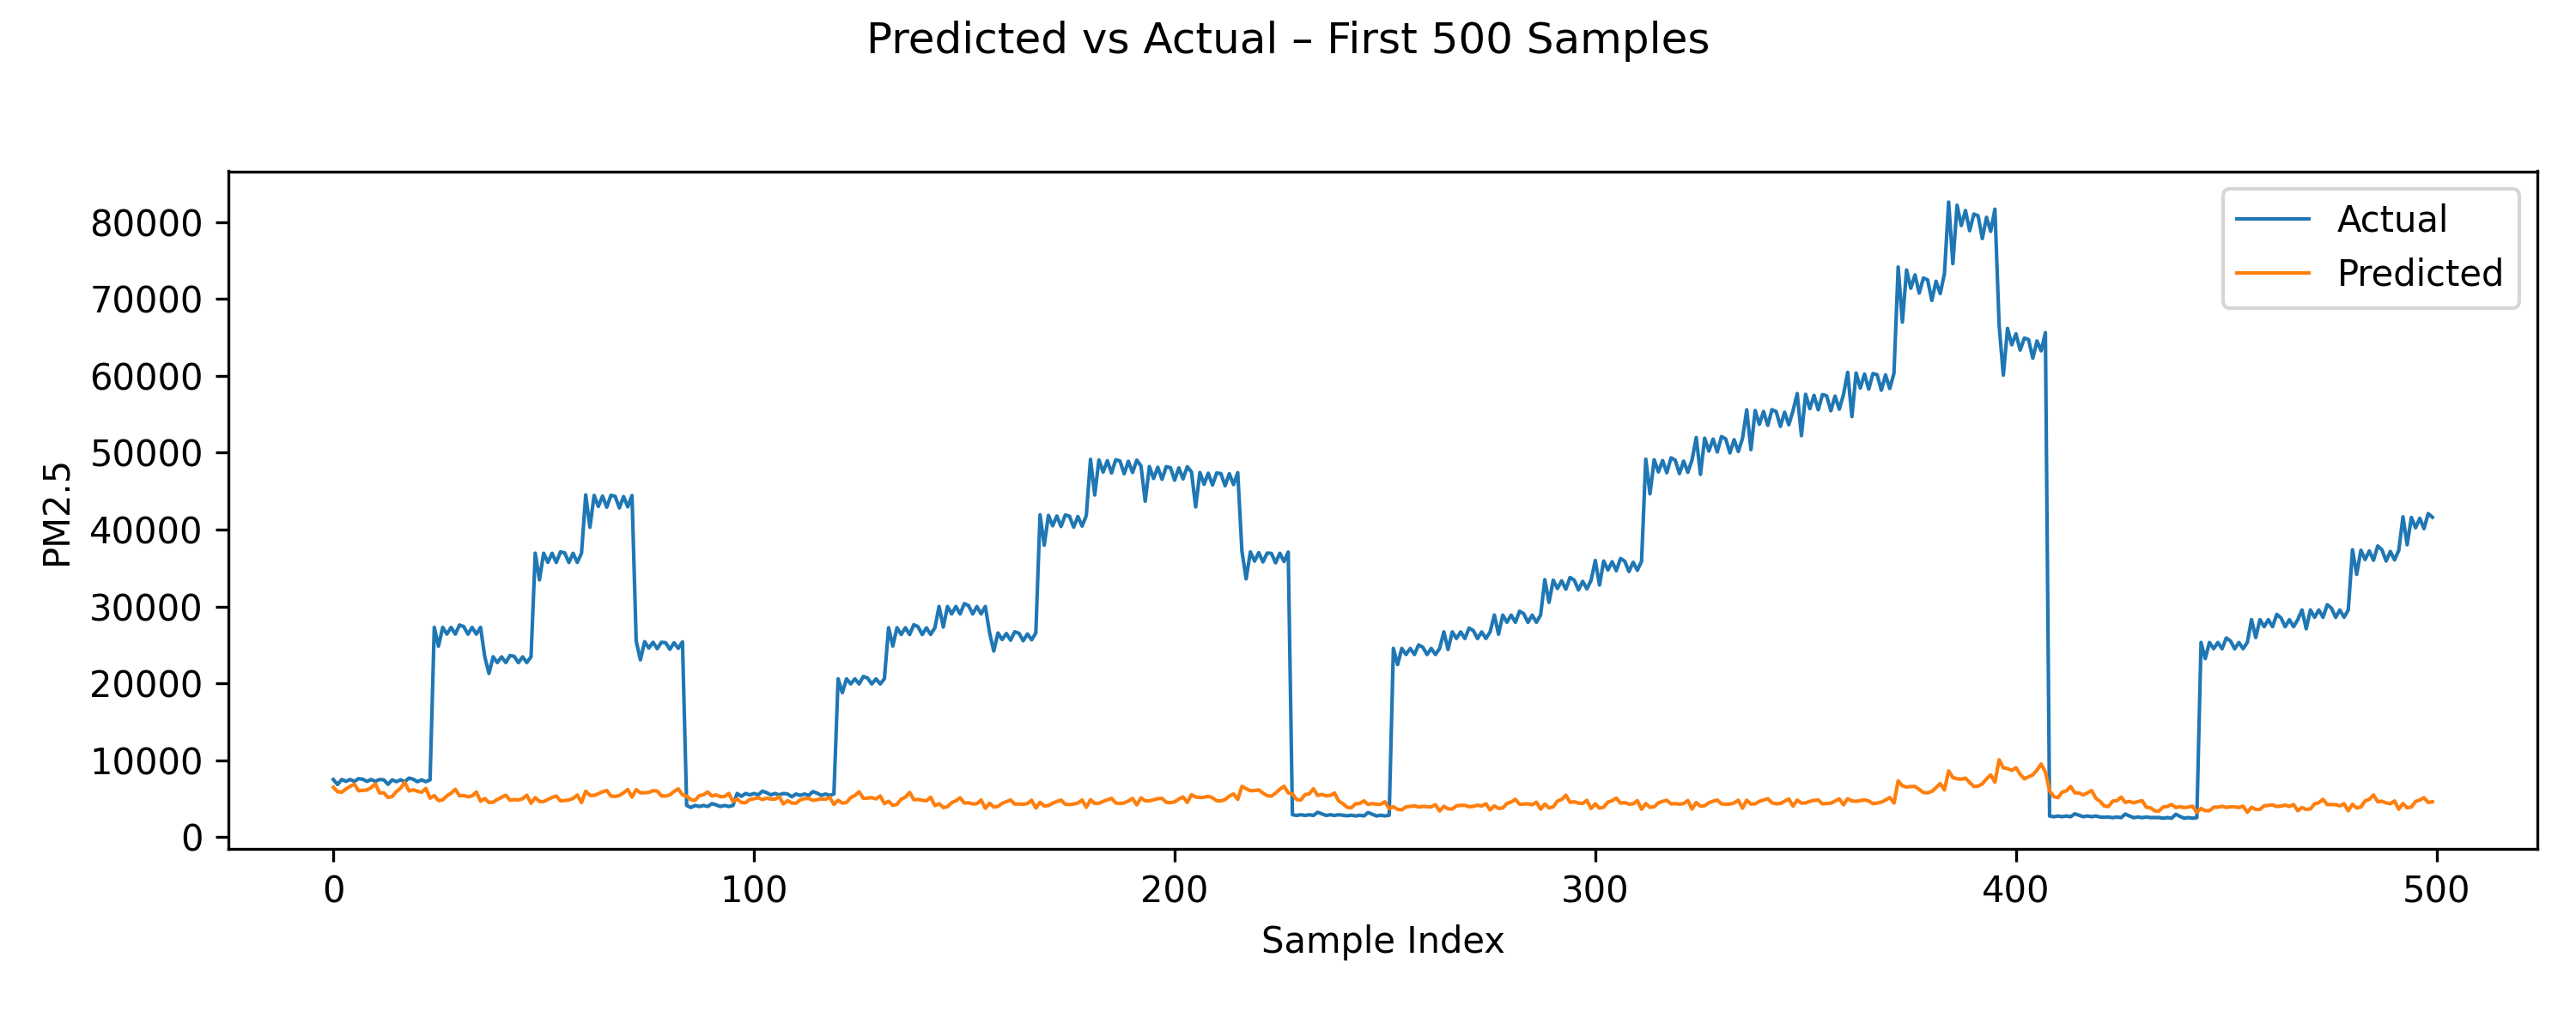 Predicted vs Actual – First 500 Samples
80000
70000
60000
50000
40000
30000
20000
10000
0
PM2.5
Actual
Predicted
0 100 200 300 400 500
Sample Index